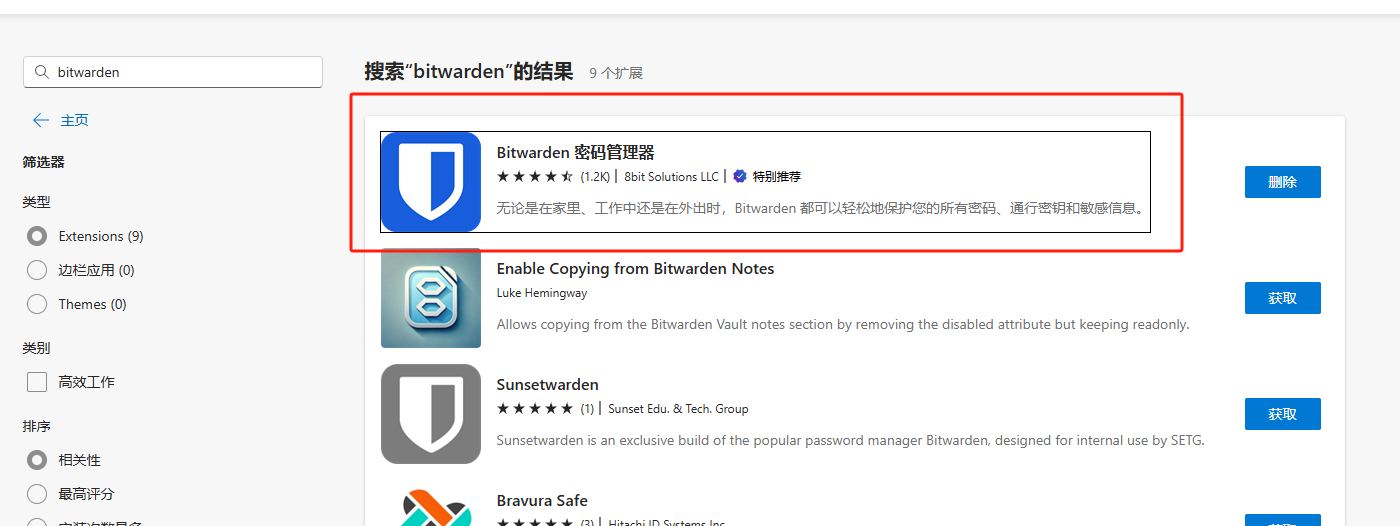 bitwarden
搜索“bitwarden”的结果 9 个扩展
主页
筛选器
类型
Extensions (9)
边栏应用 (0)
Themes (0)
类别
高效工作
排序
相关性
最高评分
安装次数最多
Bitwarden 密码管理器
(1.2K) | 8bit Solutions LLC | 特别推荐
无论是在家里、工作中还是在外出时，Bitwarden 都可以轻松地保护您的所有密码、通行密钥和敏感信息。
删除
Enable Copying from Bitwarden Notes
Luke Hemingway
Allows copying from the Bitwarden Vault notes section by removing the disabled attribute but keeping readonly.
获取
Sunsetwarden
(1) | Sunset Edu. & Tech. Group
Sunsetwarden is an exclusive build of the popular password manager Bitwarden, designed for internal use by SETG.
获取
Bravura Safe
(3) | Hitachi ID Systems Inc
获取